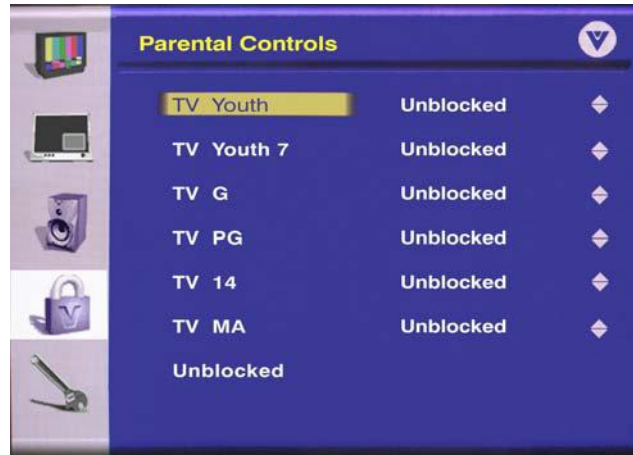 Parental Controls
V
TV Youth Unblocked
TV Youth 7 Unblocked
TV G Unblocked
TV PG Unblocked
TV 14 Unblocked
TV MA Unblocked
Unblocked
V